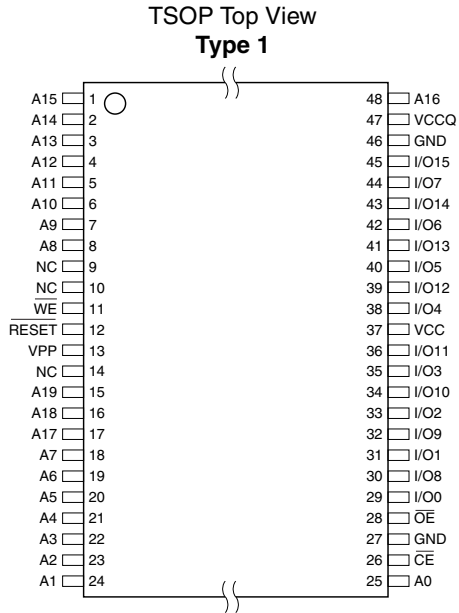 TSOP Top View
Type 1
A15 1 48 A16
A14 2 47 VCCQ
A13 3 46 GND
A12 4 45 I/O15
A11 5 44 I/O7
A10 6 43 I/O14
A9 7 42 I/O6
A8 8 41 I/O13
NC 9 40 I/O5
NC 10 39 I/O12
WE 11 38 I/O4
RESET 12 37 VCC
VPP 13 36 I/O11
NC 14 35 I/O3
A19 15 34 I/O10
A18 16 33 I/O2
A17 17 32 I/O9
A7 18 31 I/O1
A6 19 30 I/O8
A5 20 29 I/O0
A4 21 28 OE
A3 22 27 GND
A2 23 26 CE
A1 24 25 A0